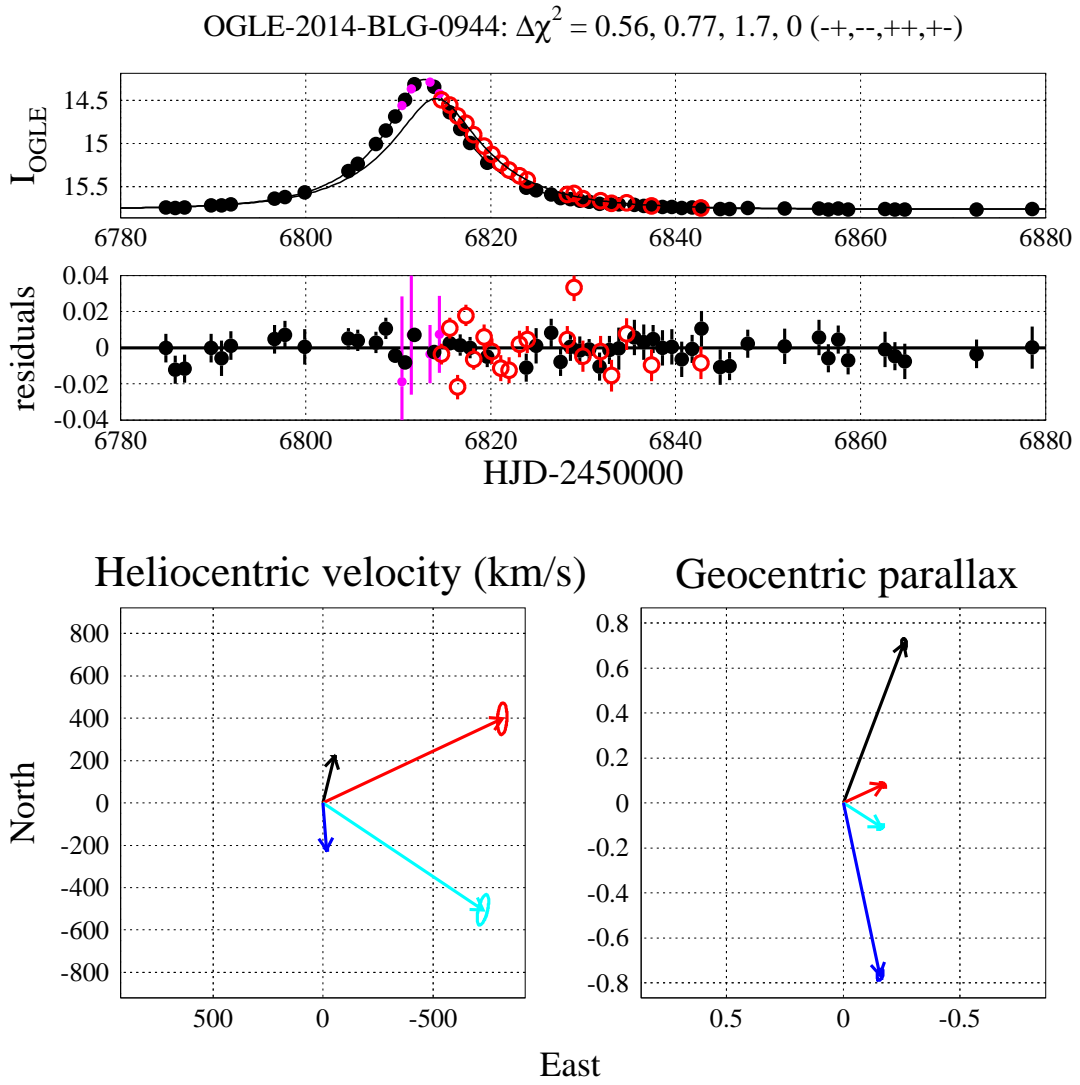 OGLE-2014-BLG-0944: Δχ² = 0.56, 0.77, 1.7, 0 (-+,--,++,+-)
I_OGLE
14.5
15
15.5
6780 6800 6820 6840 6860 6880
residuals
0.04
0.02
0
-0.02
-0.04
6780 6800 6820 6840 6860 6880
HJD-2450000
Heliocentric velocity (km/s)
North
800
600
400
200
0
-200
-400
-600
-800
500 0 -500
Geocentric parallax
0.8
0.6
0.4
0.2
0
-0.2
-0.4
-0.6
-0.8
0.5 0 -0.5
East